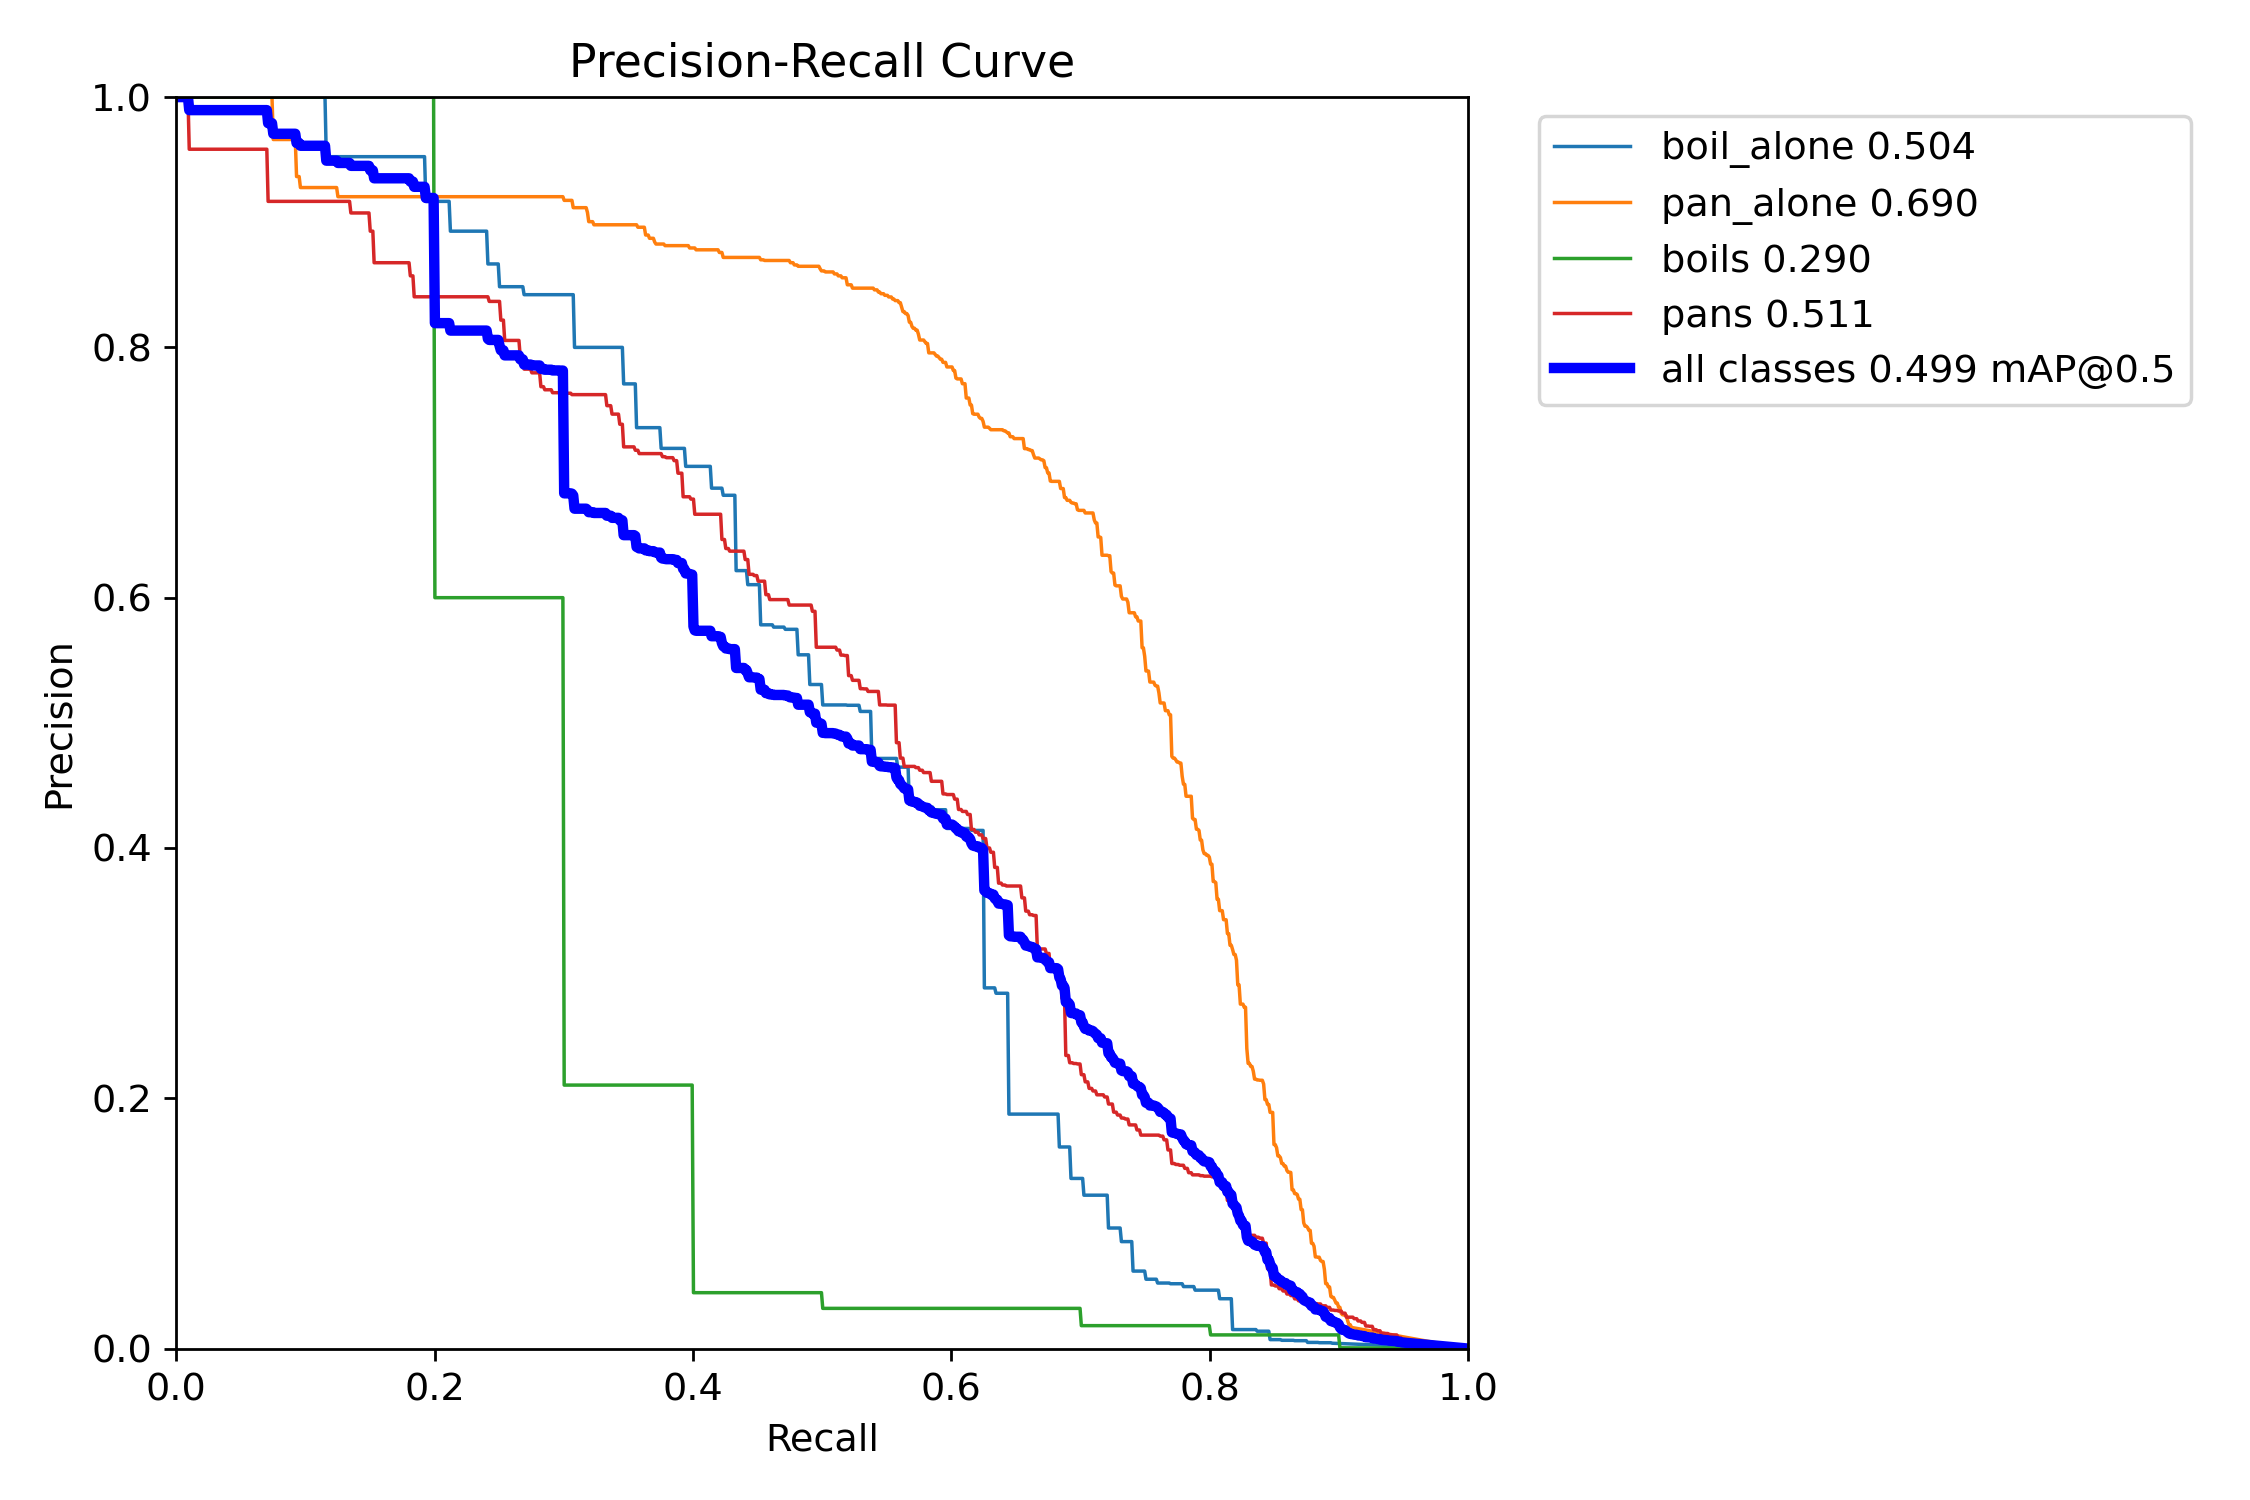 Precision-Recall Curve
1.0
0.8
0.6
0.4
0.2
0.0
Precision
0.0 0.2 0.4 0.6 0.8 1.0
Recall
boil_alone 0.504
pan_alone 0.690
boils 0.290
pans 0.511
all classes 0.499 mAP@0.5